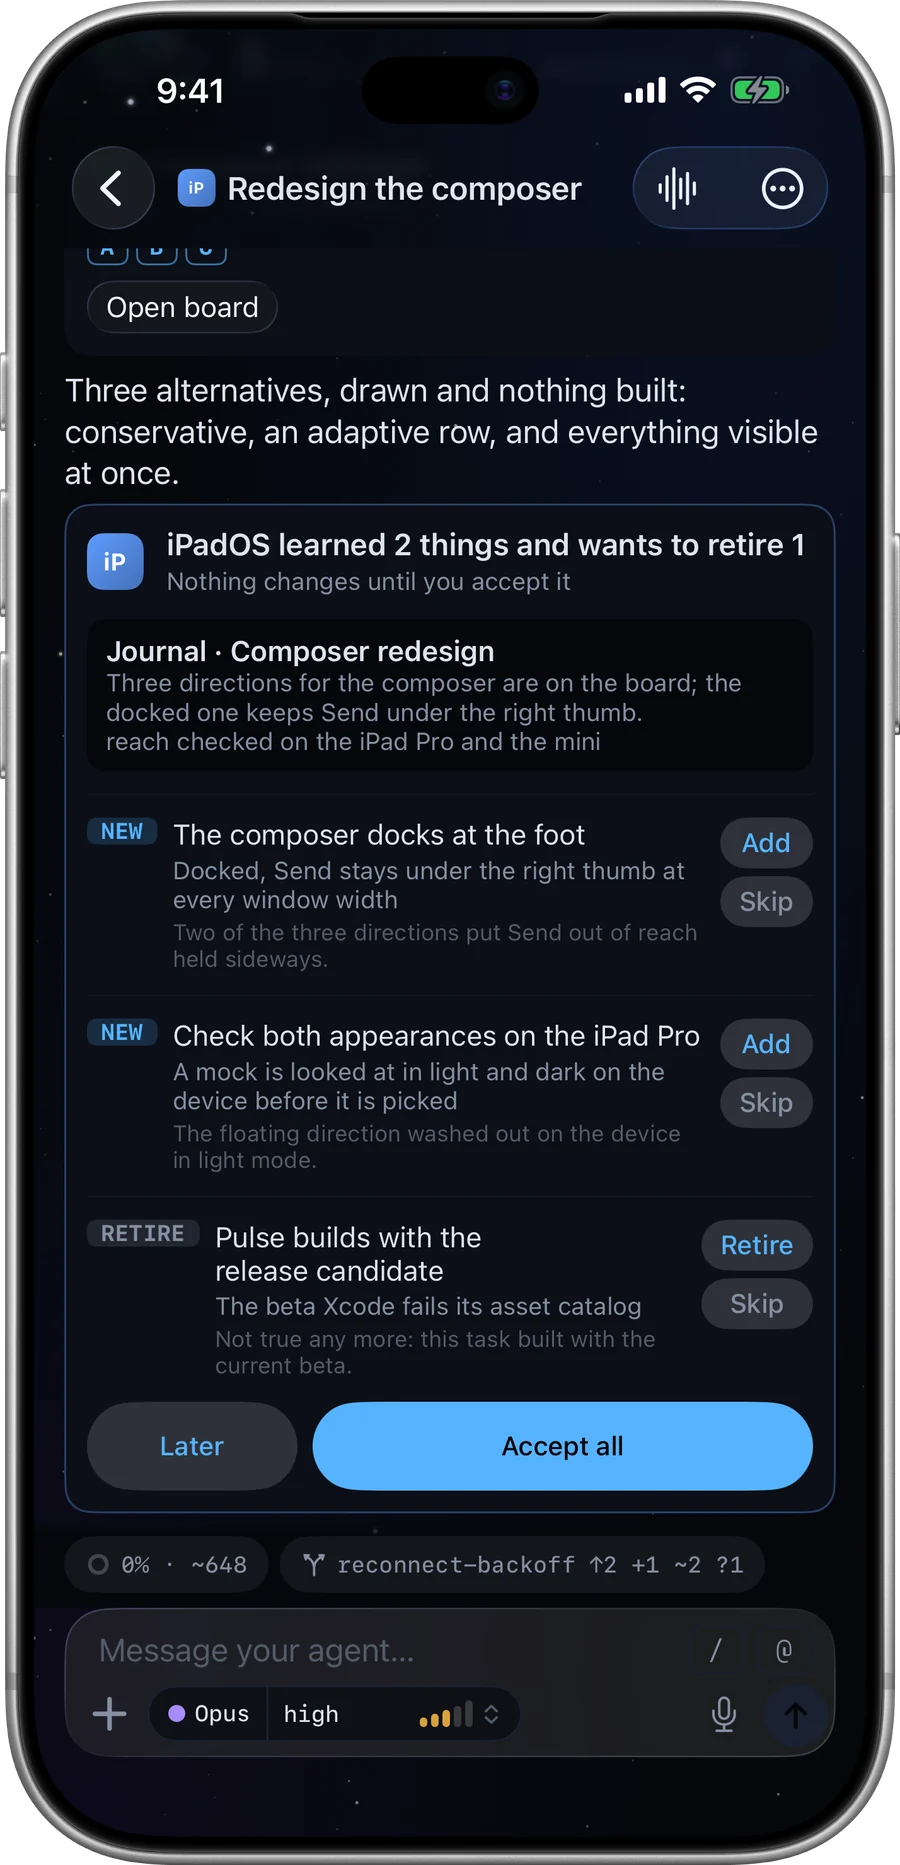 9:41
iP Redesign the composer
A B C
Open board
Three alternatives, drawn and nothing built:
conservative, an adaptive row, and everything visible
at once.
iP
iPadOS learned 2 things and wants to retire 1
Nothing changes until you accept it
Journal · Composer redesign
Three directions for the composer are on the board; the
docked one keeps Send under the right thumb.
reach checked on the iPad Pro and the mini
NEW
The composer docks at the foot
Docked, Send stays under the right thumb at
every window width
Two of the three directions put Send out of reach
held sideways.
Add
Skip
NEW
Check both appearances on the iPad Pro
A mock is looked at in light and dark on the
device before it is picked
The floating direction washed out on the device
in light mode.
Add
Skip
RETIRE
Pulse builds with the
release candidate
The beta Xcode fails its asset catalog
Not true any more: this task built with the
current beta.
Retire
Skip
Later
Accept all
0% · ~648
reconnect-backoff ↑2 +1 ~2 ?1
Message your agent...
/ @
Opus
high